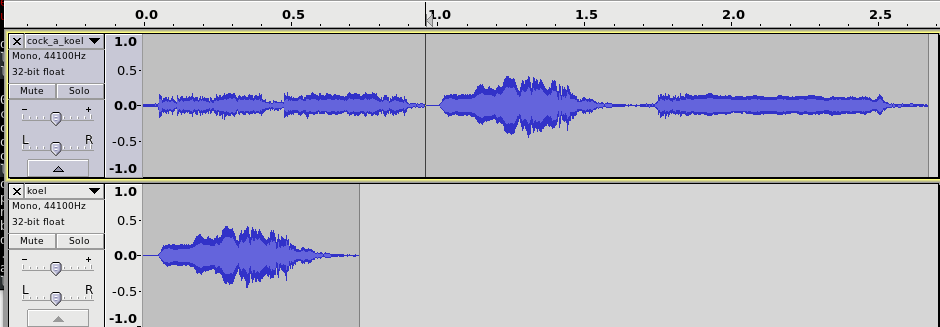 0.0 0.5 1.0 1.5 2.0 2.5
cock_a_koel 1.0
Mono, 44100Hz
32-bit float 0.5
Mute Solo
- + 0.0
L R -0.5
-1.0
koel 1.0
Mono, 44100Hz
32-bit float 0.5
Mute Solo
- + 0.0
L R -0.5
-1.0